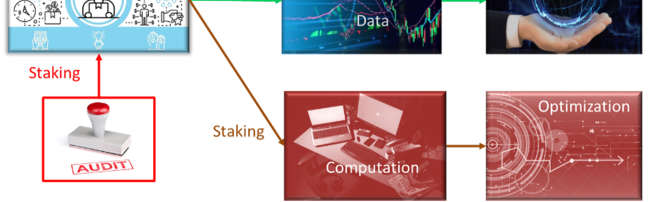 Data
Staking
Optimization
AUDIT
Staking
Computation